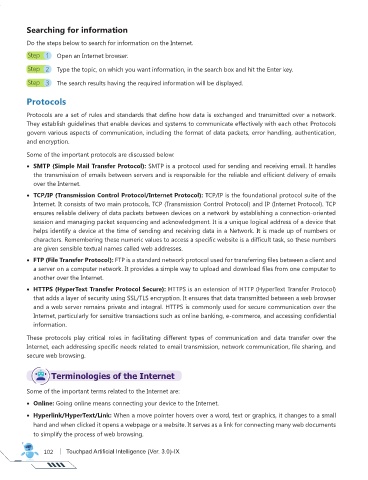 Searching for information
Do the steps below to search for information on the Internet.
Step 1 Open an Internet browser.
Step 2 Type the topic, on which you want information, in the search box and hit the Enter key.
Step 3 The search results having the required information will be displayed.
Protocols
Protocols are a set of rules and standards that define how data is exchanged and transmitted over a network.
They establish guidelines that enable devices and systems to communicate effectively with each other. Protocols
govern various aspects of communication, including the format of data packets, error handling, authentication,
and encryption.
Some of the important protocols are discussed below:
• SMTP (Simple Mail Transfer Protocol): SMTP is a protocol used for sending and receiving email. It handles
the transmission of emails between servers and is responsible for the reliable and efficient delivery of emails
over the Internet.
• TCP/IP (Transmission Control Protocol/Internet Protocol): TCP/IP is the foundational protocol suite of the
Internet. It consists of two main protocols, TCP (Transmission Control Protocol) and IP (Internet Protocol). TCP
ensures reliable delivery of data packets between devices on a network by establishing a connection-oriented
session and managing packet sequencing and acknowledgment. It is a unique logical address of a device that
helps identify a device at the time of sending and receiving data in a Network. It is made up of numbers or
characters. Remembering these numeric values to access a specific website is a difficult task, so these numbers
are given sensible textual names called web addresses.
• FTP (File Transfer Protocol): FTP is a standard network protocol used for transferring files between a client and
a server on a computer network. It provides a simple way to upload and download files from one computer to
another over the Internet.
• HTTPS (HyperText Transfer Protocol Secure): HTTPS is an extension of HTTP (HyperText Transfer Protocol)
that adds a layer of security using SSL/TLS encryption. It ensures that data transmitted between a web browser
and a web server remains private and integral. HTTPS is commonly used for secure communication over the
Internet, particularly for sensitive transactions such as online banking, e-commerce, and accessing confidential
information.
These protocols play critical roles in facilitating different types of communication and data transfer over the
Internet, each addressing specific needs related to email transmission, network communication, file sharing, and
secure web browsing.
Terminologies of the Internet
Some of the important terms related to the Internet are:
• Online: Going online means connecting your device to the Internet.
• Hyperlink/HyperText/Link: When a move pointer hovers over a word, text or graphics, it changes to a small
hand and when clicked it opens a webpage or a website. It serves as a link for connecting many web documents
to simplify the process of web browsing.
102 | Touchpad Artificial Intelligence (Ver. 3.0)-IX